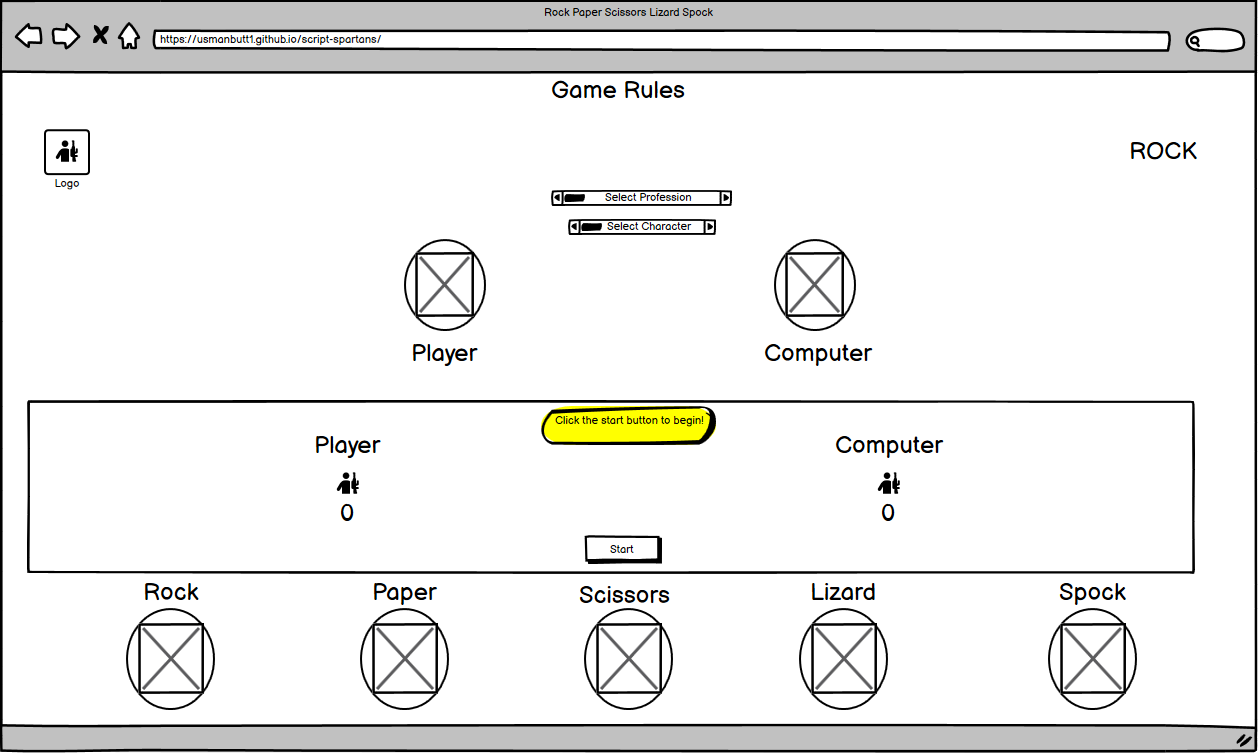 Rock Paper Scissors Lizard Spock
https://usmanbutt1.github.io/script-spartans/
Game Rules
Logo
ROCK
Select Profession
Select Character
Player
Computer
Click the start button to begin!
Player
Computer
0
0
Start
Rock
Paper
Scissors
Lizard
Spock